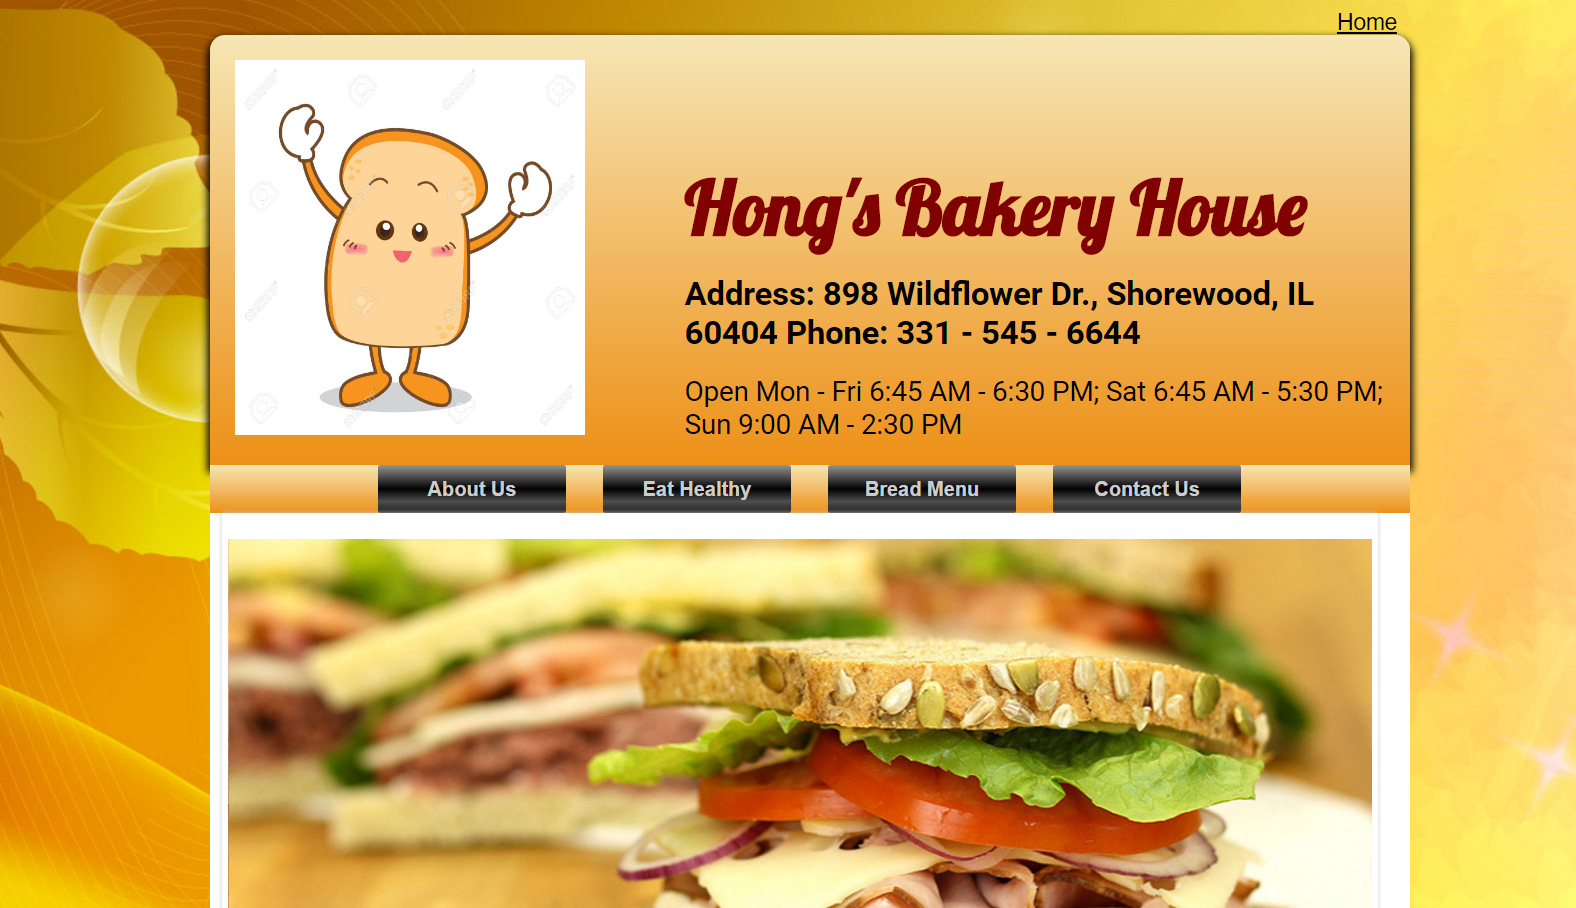 Home
Hong's Bakery House
Address: 898 Wildflower Dr., Shorewood, IL
60404 Phone: 331 - 545 - 6644
Open Mon - Fri 6:45 AM - 6:30 PM; Sat 6:45 AM - 5:30 PM;
Sun 9:00 AM - 2:30 PM
About Us
Eat Healthy
Bread Menu
Contact Us